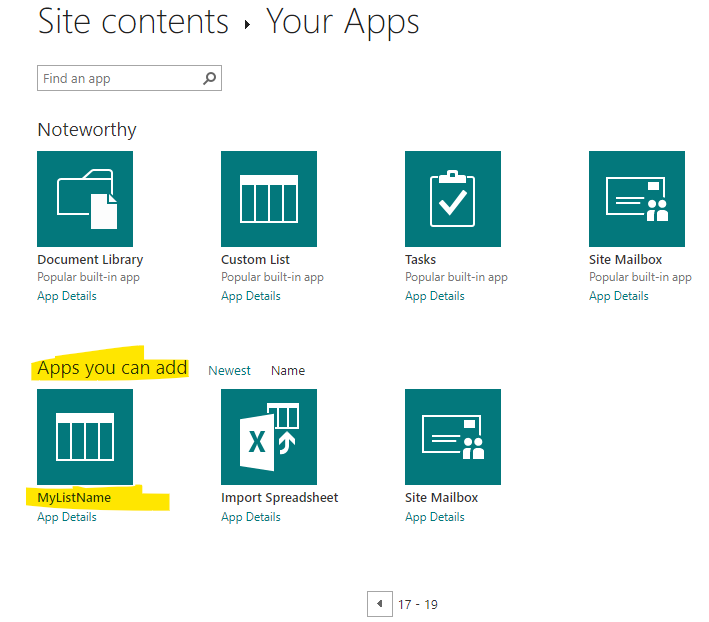 Site contents ▸ Your Apps
Find an app
Noteworthy
Document Library Custom List Tasks Site Mailbox
Popular built-in app Popular built-in app Popular built-in app Popular built-in app
App Details App Details App Details App Details
Apps you can add Newest Name
X
MyListName Import Spreadsheet Site Mailbox
App Details App Details App Details
17 - 19